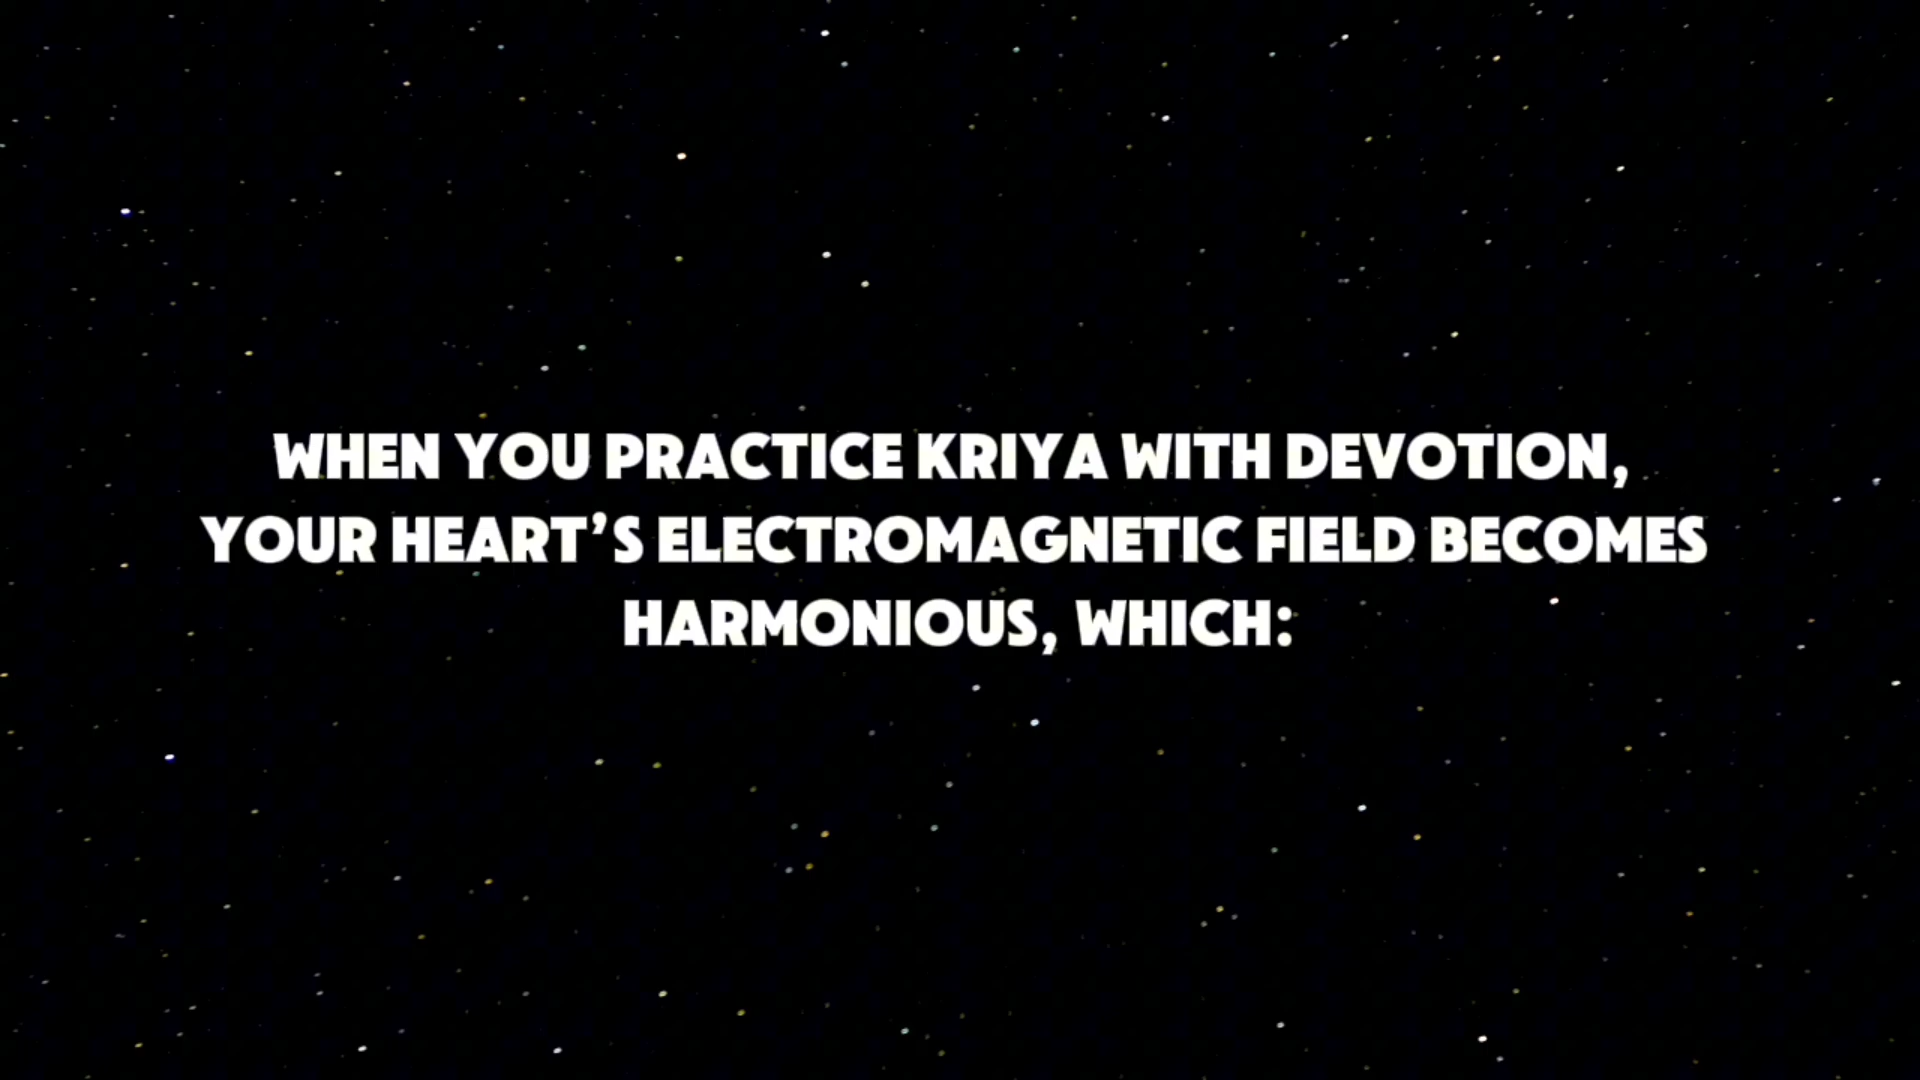 WHEN YOU PRACTICE KRIYA WITH DEVOTION,
YOUR HEART’S ELECTROMAGNETIC FIELD BECOMES
HARMONIOUS, WHICH: